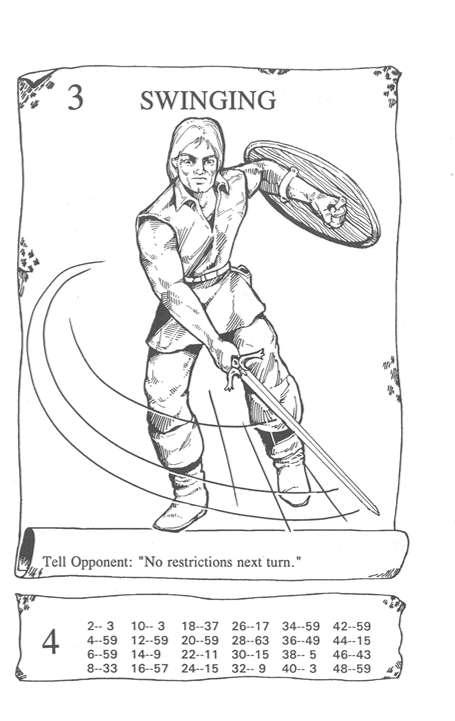 3 SWINGING
Tell Opponent: "No restrictions next turn."
4
2-- 3 10-- 3 18--37 26--17 34--59 42--59
4--59 12--59 20--59 28--63 36--49 44--15
6--59 14--9 22--11 30--15 38-- 5 46--43
8--33 16--57 24--15 32-- 9 40-- 3 48--59